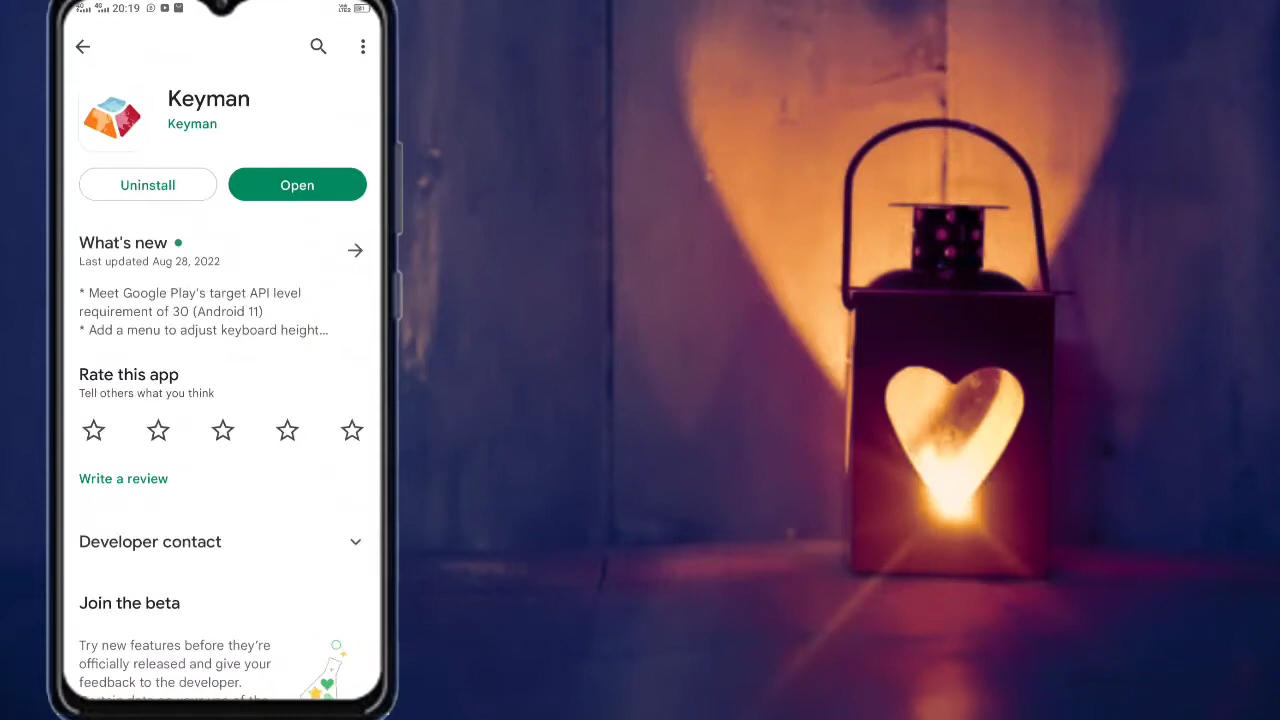 20:19
Keyman
Keyman
Uninstall
Open
What's new
Last updated Aug 28, 2022
* Meet Google Play's target API level
requirement of 30 (Android 11)
* Add a menu to adjust keyboard height...
Rate this app
Tell others what you think
Write a review
Developer contact
Join the beta
Try new features before they're
officially released and give your
feedback to the developer.